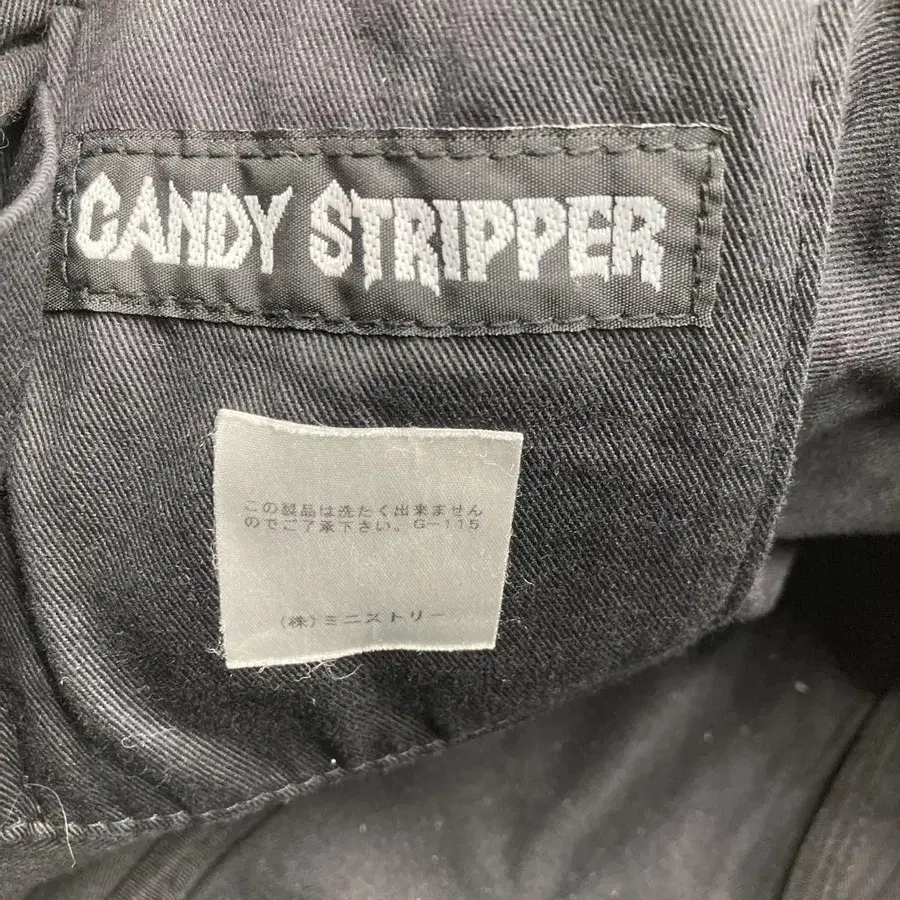 CANDY STRIPPER
この製品は洗たく出来ません
のでご了承下さい。G-115
(株)ミニストリー